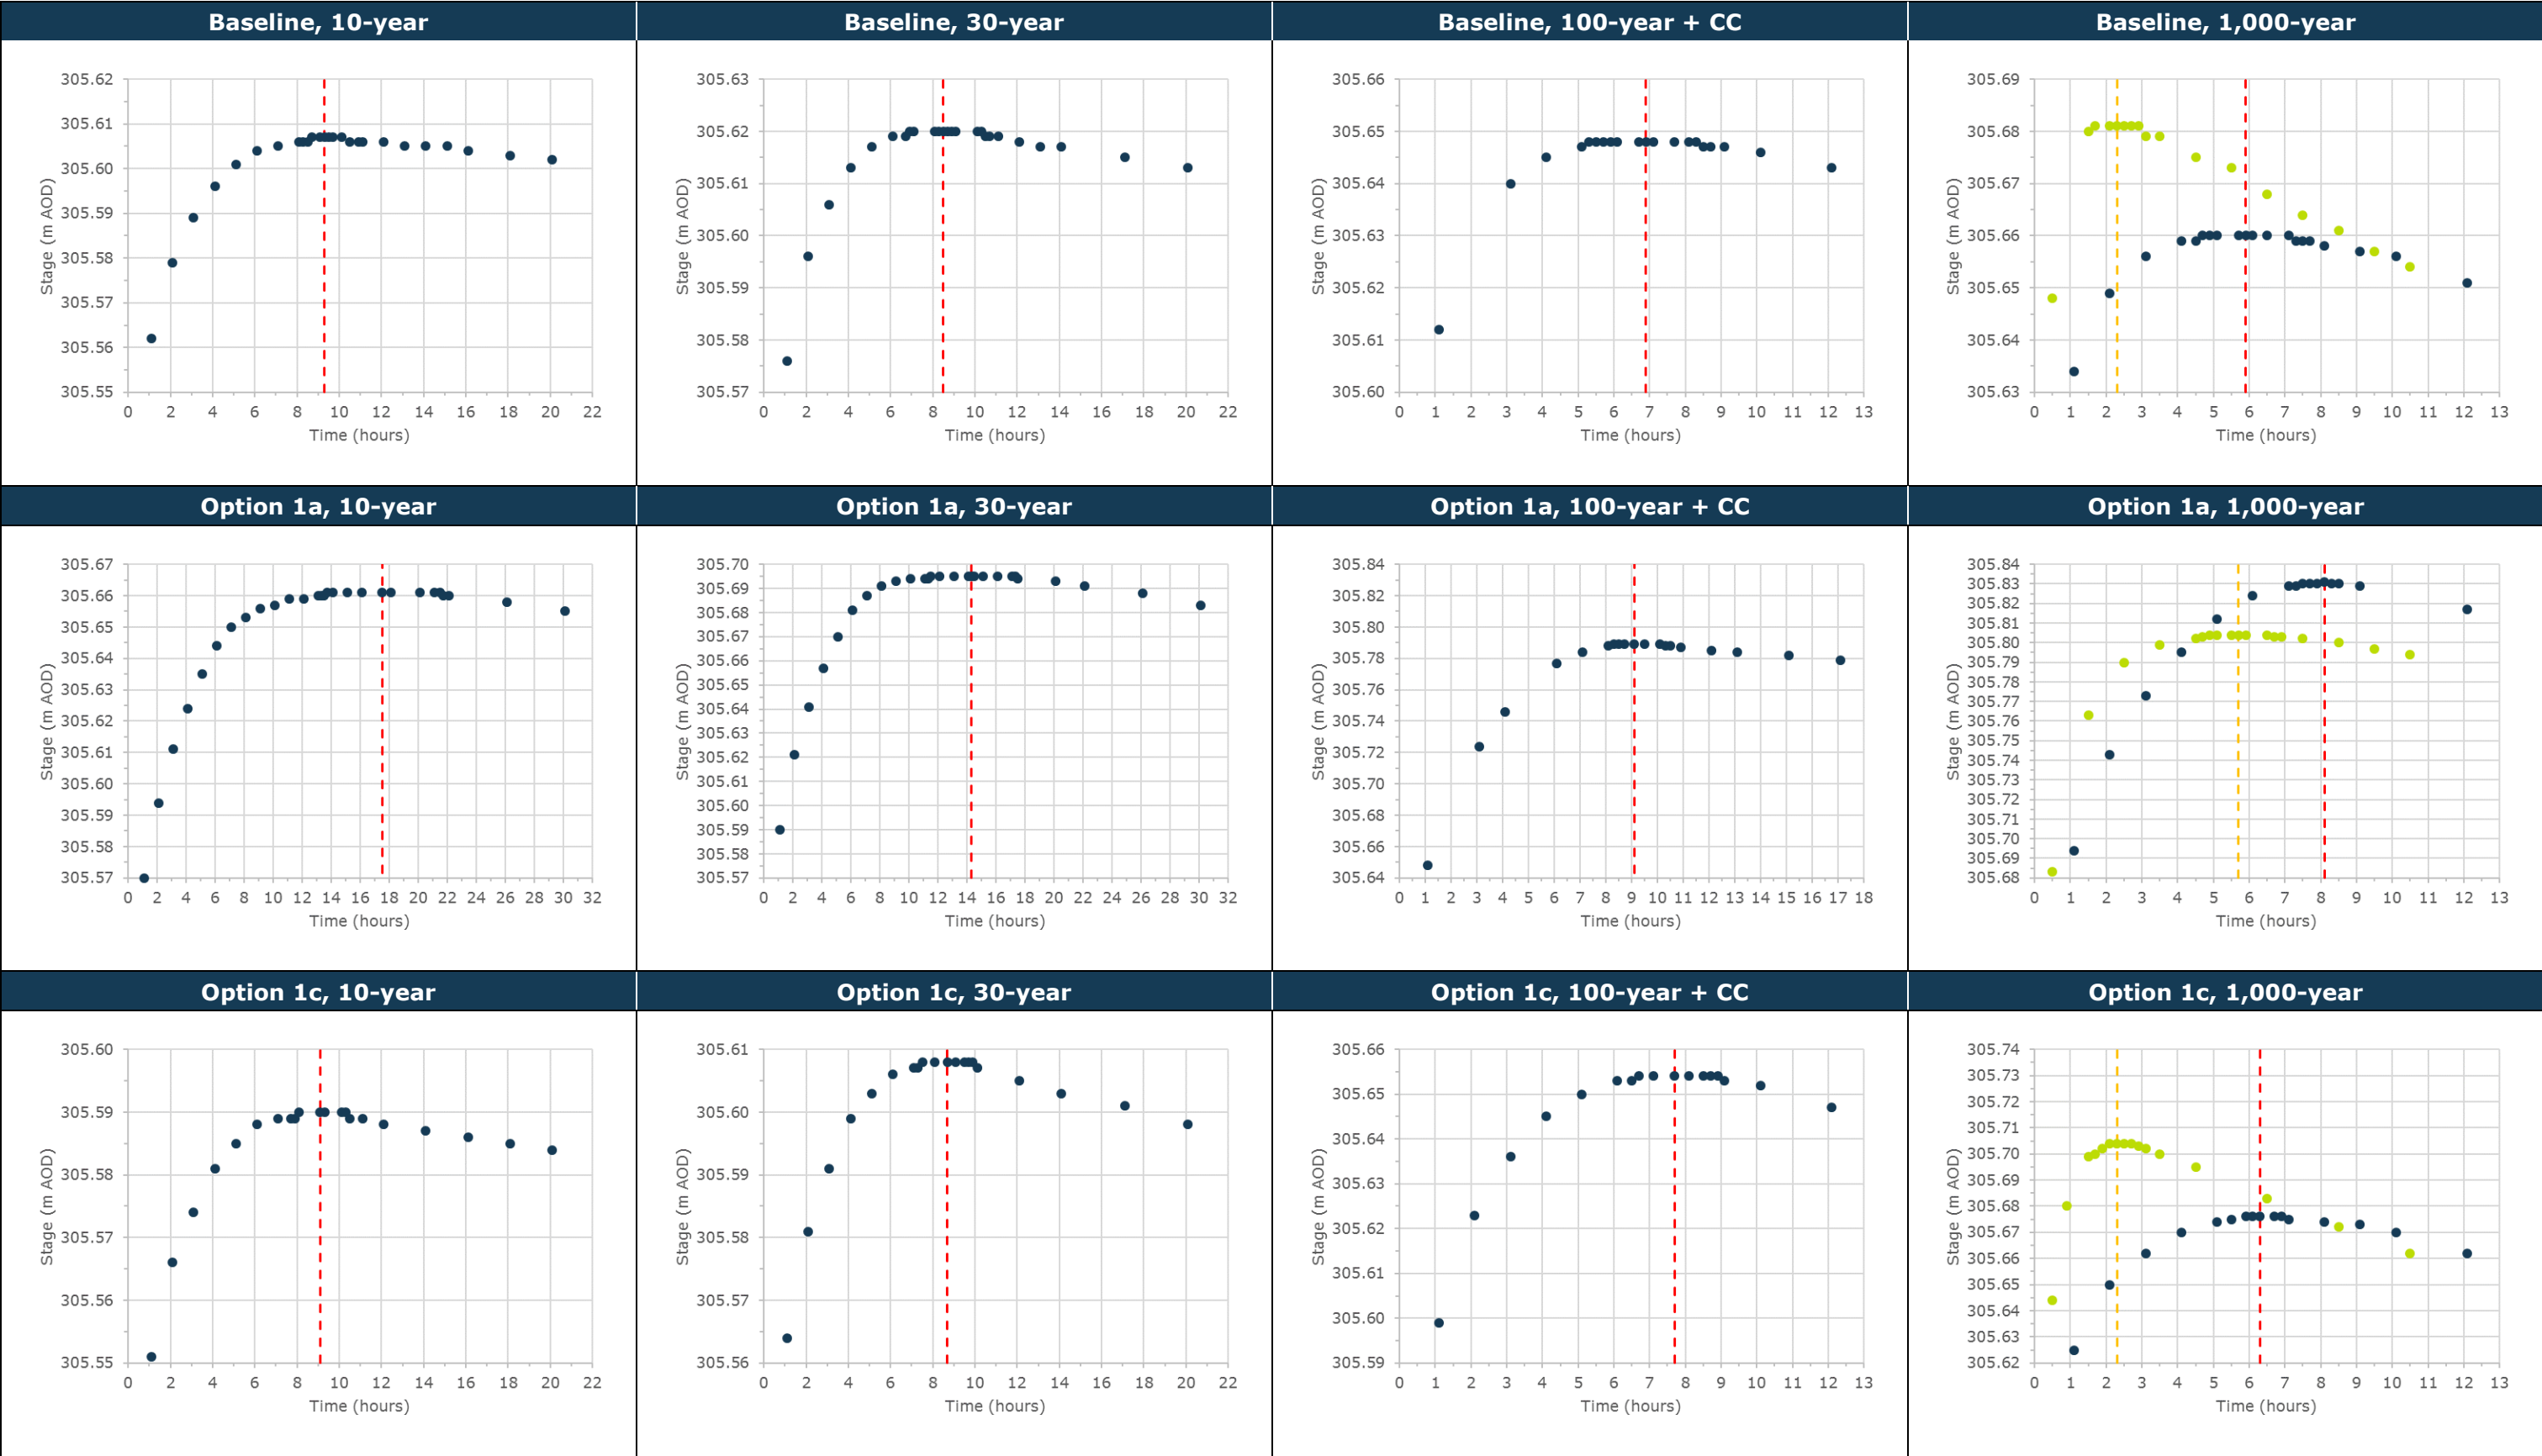 Baseline, 10-year
305.62
305.61
305.60
305.59
305.58
305.57
305.56
305.55
Stage (m AOD)
0 2 4 6 8 10 12 14 16 18 20 22
Time (hours)
Baseline, 30-year
305.63
305.62
305.61
305.60
305.59
305.58
305.57
Stage (m AOD)
0 2 4 6 8 10 12 14 16 18 20 22
Time (hours)
Baseline, 100-year + CC
305.66
305.65
305.64
305.63
305.62
305.61
305.60
Stage (m AOD)
0 1 2 3 4 5 6 7 8 9 10 11 12 13
Time (hours)
Baseline, 1,000-year
305.69
305.68
305.67
305.66
305.65
305.64
305.63
Stage (m AOD)
0 1 2 3 4 5 6 7 8 9 10 11 12 13
Time (hours)
Option 1a, 10-year
305.67
305.66
305.65
305.64
305.63
305.62
305.61
305.60
305.59
305.58
305.57
Stage (m AOD)
0 2 4 6 8 10 12 14 16 18 20 22 24 26 28 30 32
Time (hours)
Option 1a, 30-year
305.70
305.69
305.68
305.67
305.66
305.65
305.64
305.62
305.61
305.60
305.59
305.58
305.57
Stage (m AOD)
0 2 4 6 8 10 12 14 16 18 20 22 24 26 28 30 32
Time (hours)
Option 1a, 100-year + CC
305.84
305.82
305.80
305.78
305.76
305.74
305.72
305.70
305.68
305.66
305.64
Stage (m AOD)
0 1 2 3 4 5 6 7 8 9 10 11 12 13 14 15 16 17 18
Time (hours)
Option 1a, 1,000-year
305.84
305.83
305.82
305.81
305.80
305.79
305.78
305.77
305.76
305.75
305.74
305.73
305.72
305.71
305.70
305.69
305.68
Stage (m AOD)
0 1 2 3 4 5 6 7 8 9 10 11 12 13
Time (hours)
Option 1c, 10-year
305.60
305.59
305.58
305.57
305.56
305.55
Stage (m AOD)
0 2 4 6 8 10 12 14 16 18 20 22
Time (hours)
Option 1c, 30-year
305.61
305.60
305.59
305.58
305.57
305.56
Stage (m AOD)
0 2 4 6 8 10 12 14 16 18 20 22
Time (hours)
Option 1c, 100-year + CC
305.66
305.65
305.64
305.63
305.62
305.61
305.60
305.59
Stage (m AOD)
0 1 2 3 4 5 6 7 8 9 10 11 12 13
Time (hours)
Option 1c, 1,000-year
305.74
305.73
305.72
305.71
305.70
305.69
305.68
305.67
305.66
305.65
305.64
305.63
305.62
Stage (m AOD)
0 1 2 3 4 5 6 7 8 9 10 11 12 13
Time (hours)